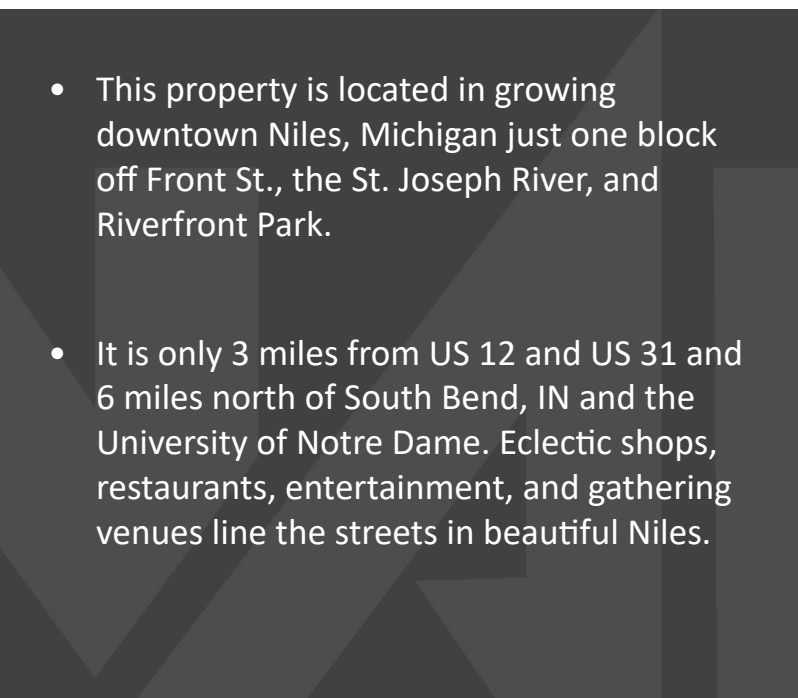 • This property is located in growing
downtown Niles, Michigan just one block
off Front St., the St. Joseph River, and
Riverfront Park.
• It is only 3 miles from US 12 and US 31 and
6 miles north of South Bend, IN and the
University of Notre Dame. Eclectic shops,
restaurants, entertainment, and gathering
venues line the streets in beautiful Niles.